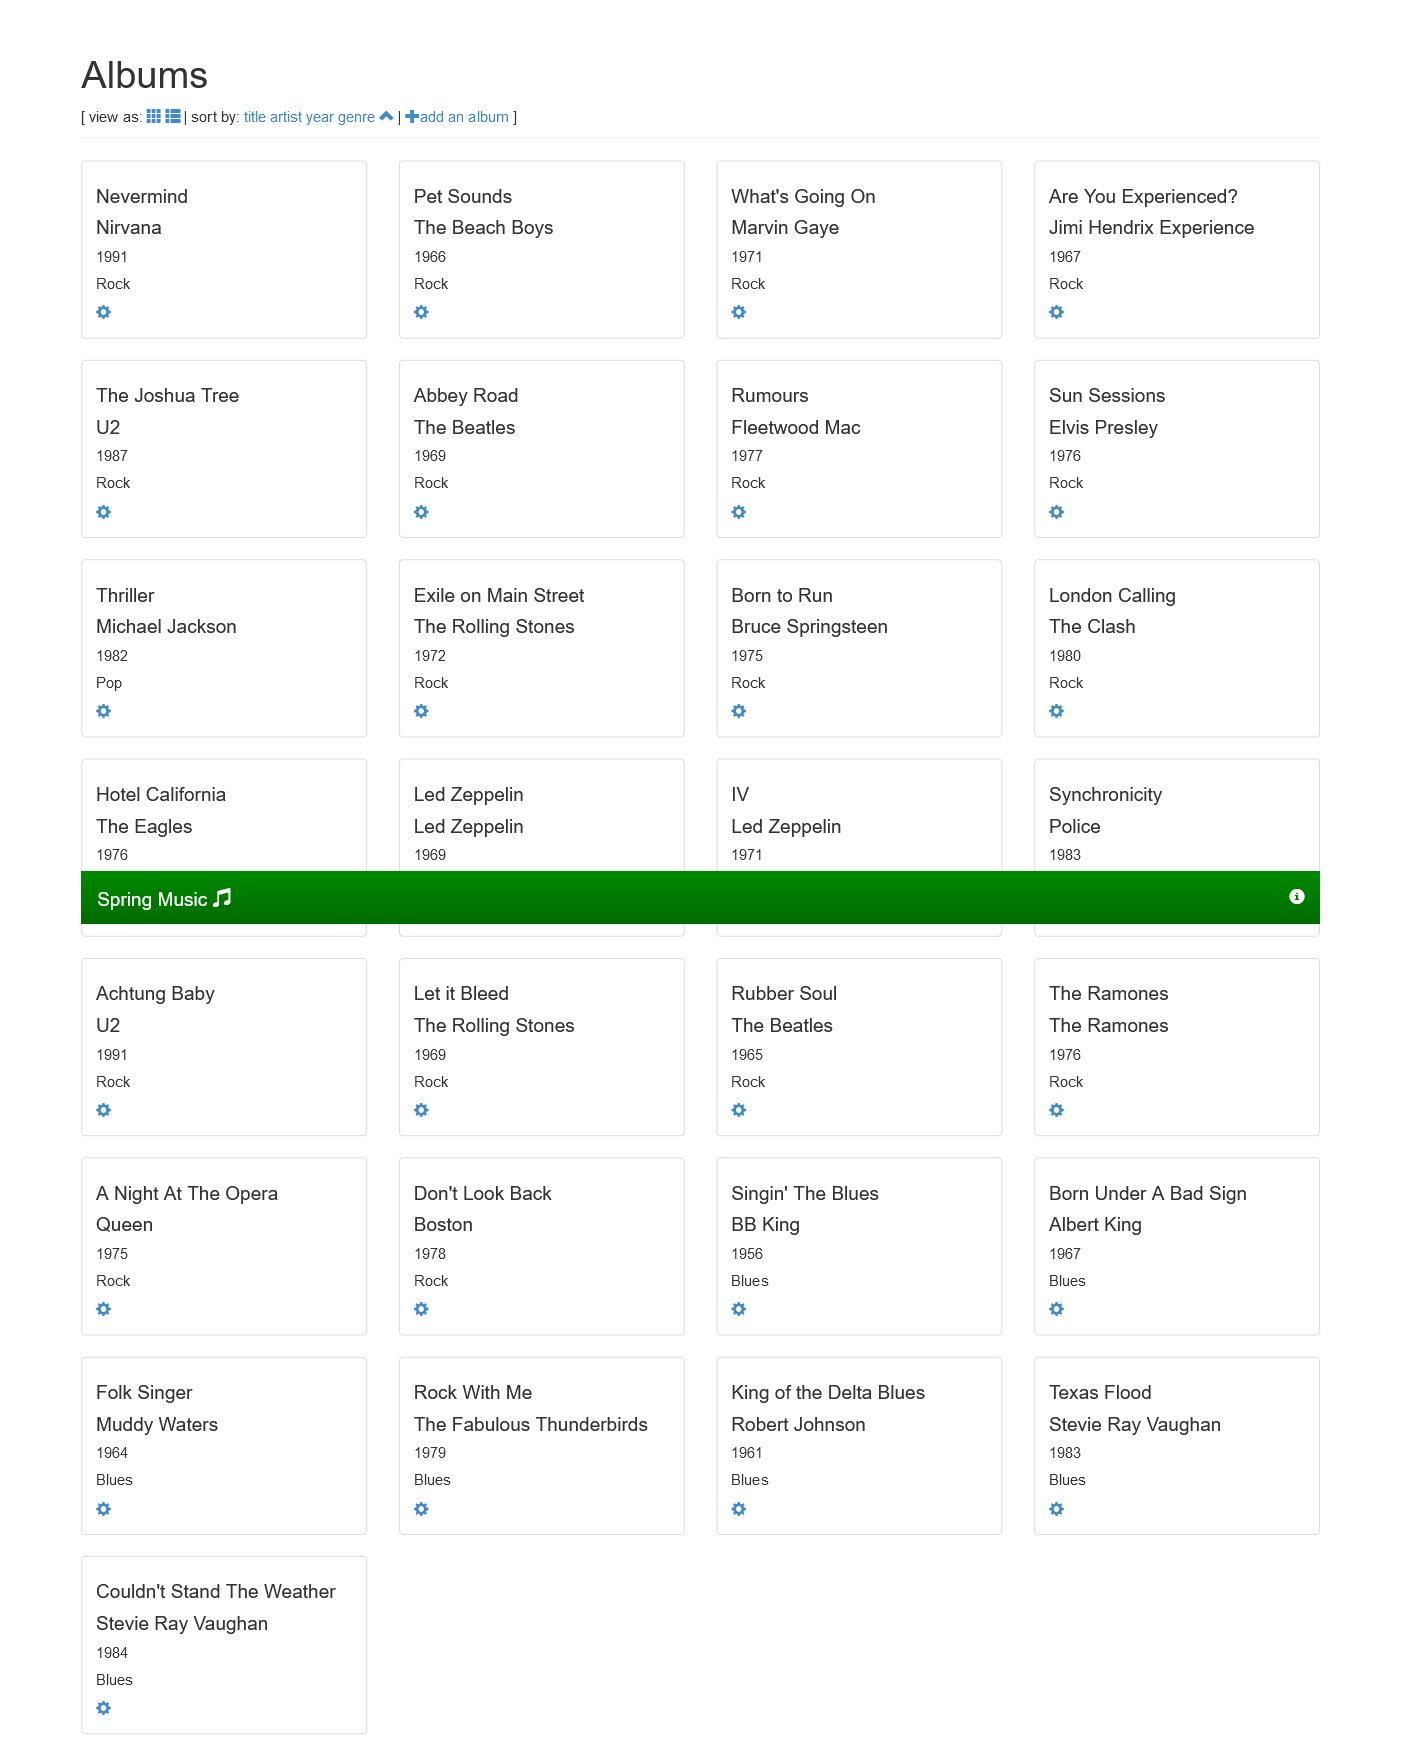 Albums
[ view as: | sort by: title artist year genre | add an album ]
Nevermind
Nirvana
1991
Rock
Pet Sounds
The Beach Boys
1966
Rock
What's Going On
Marvin Gaye
1971
Rock
Are You Experienced?
Jimi Hendrix Experience
1967
Rock
The Joshua Tree
U2
1987
Rock
Abbey Road
The Beatles
1969
Rock
Rumours
Fleetwood Mac
1977
Rock
Sun Sessions
Elvis Presley
1976
Rock
Thriller
Michael Jackson
1982
Pop
Exile on Main Street
The Rolling Stones
1972
Rock
Born to Run
Bruce Springsteen
1975
Rock
London Calling
The Clash
1980
Rock
Hotel California
The Eagles
1976
Led Zeppelin
Led Zeppelin
1969
IV
Led Zeppelin
1971
Synchronicity
Police
1983
Spring Music
Achtung Baby
U2
1991
Rock
Let it Bleed
The Rolling Stones
1969
Rock
Rubber Soul
The Beatles
1965
Rock
The Ramones
The Ramones
1976
Rock
A Night At The Opera
Queen
1975
Rock
Don't Look Back
Boston
1978
Rock
Singin' The Blues
BB King
1956
Blues
Born Under A Bad Sign
Albert King
1967
Blues
Folk Singer
Muddy Waters
1964
Blues
Rock With Me
The Fabulous Thunderbirds
1979
Blues
King of the Delta Blues
Robert Johnson
1961
Blues
Texas Flood
Stevie Ray Vaughan
1983
Blues
Couldn't Stand The Weather
Stevie Ray Vaughan
1984
Blues